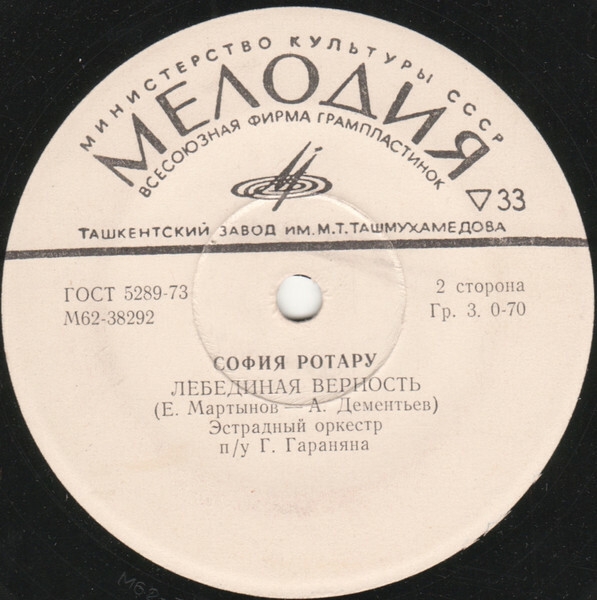 МИНИСТЕРСТВО КУЛЬТУРЫ СССР
МЕЛОДИЯ
ВСЕСОЮЗНАЯ ФИРМА ГРАМПЛАСТИНОК
33
ТАШКЕНТСКИЙ ЗАВОД ИМ. М.Т. ТАШМУХАМЕДОВА
ГОСТ 5289-73
М62-38292
2 сторона
Гр. 3. 0-70
СОФИЯ РОТАРУ
ЛЕБЕДИНАЯ ВЕРНОСТЬ
(Е. Мартынов — А. Дементьев)
Эстрадный оркестр
п/у Г. Гараняна